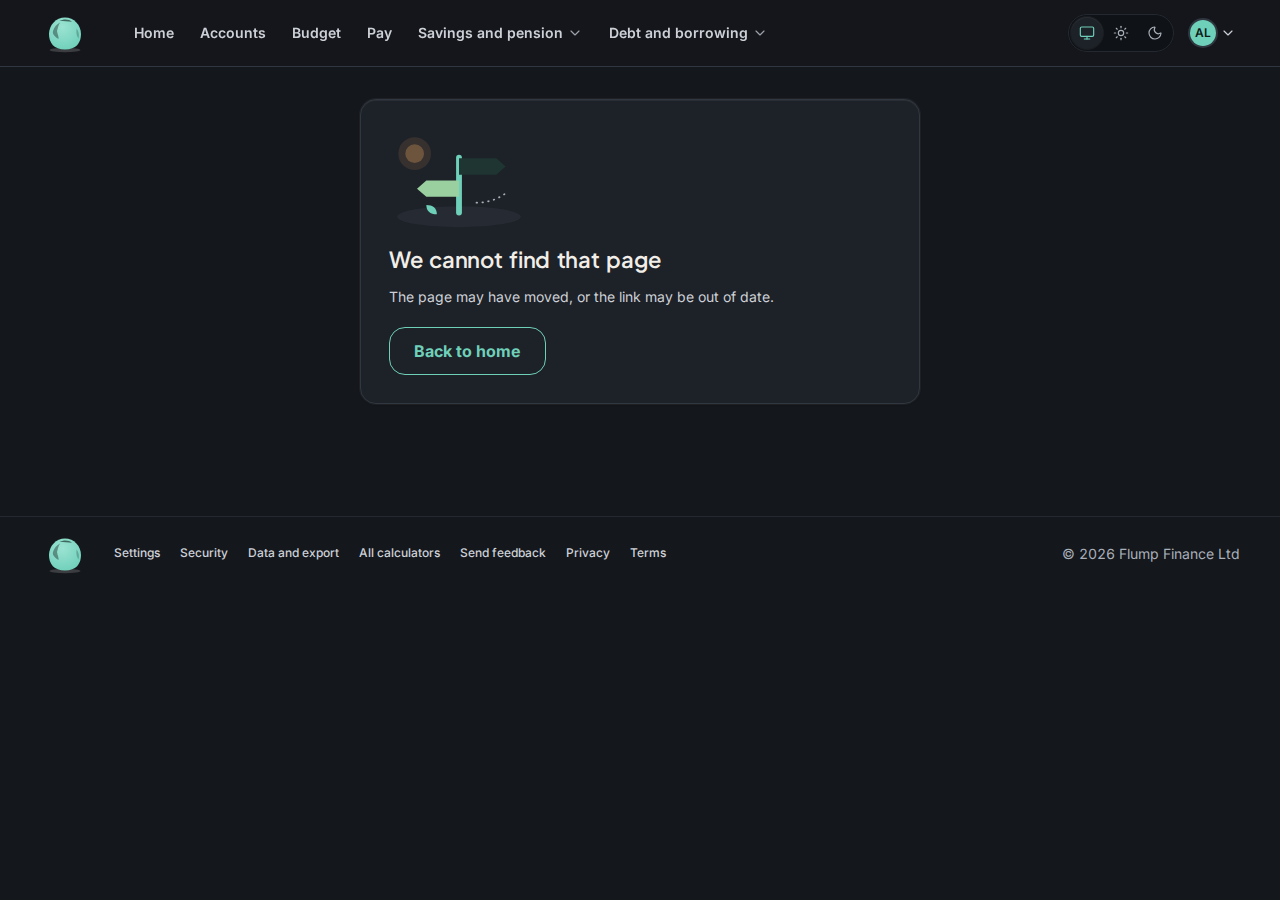 Home Accounts Budget Pay Savings and pension Debt and borrowing AL
We cannot find that page
The page may have moved, or the link may be out of date.
Back to home
Settings Security Data and export All calculators Send feedback Privacy Terms © 2026 Flump Finance Ltd